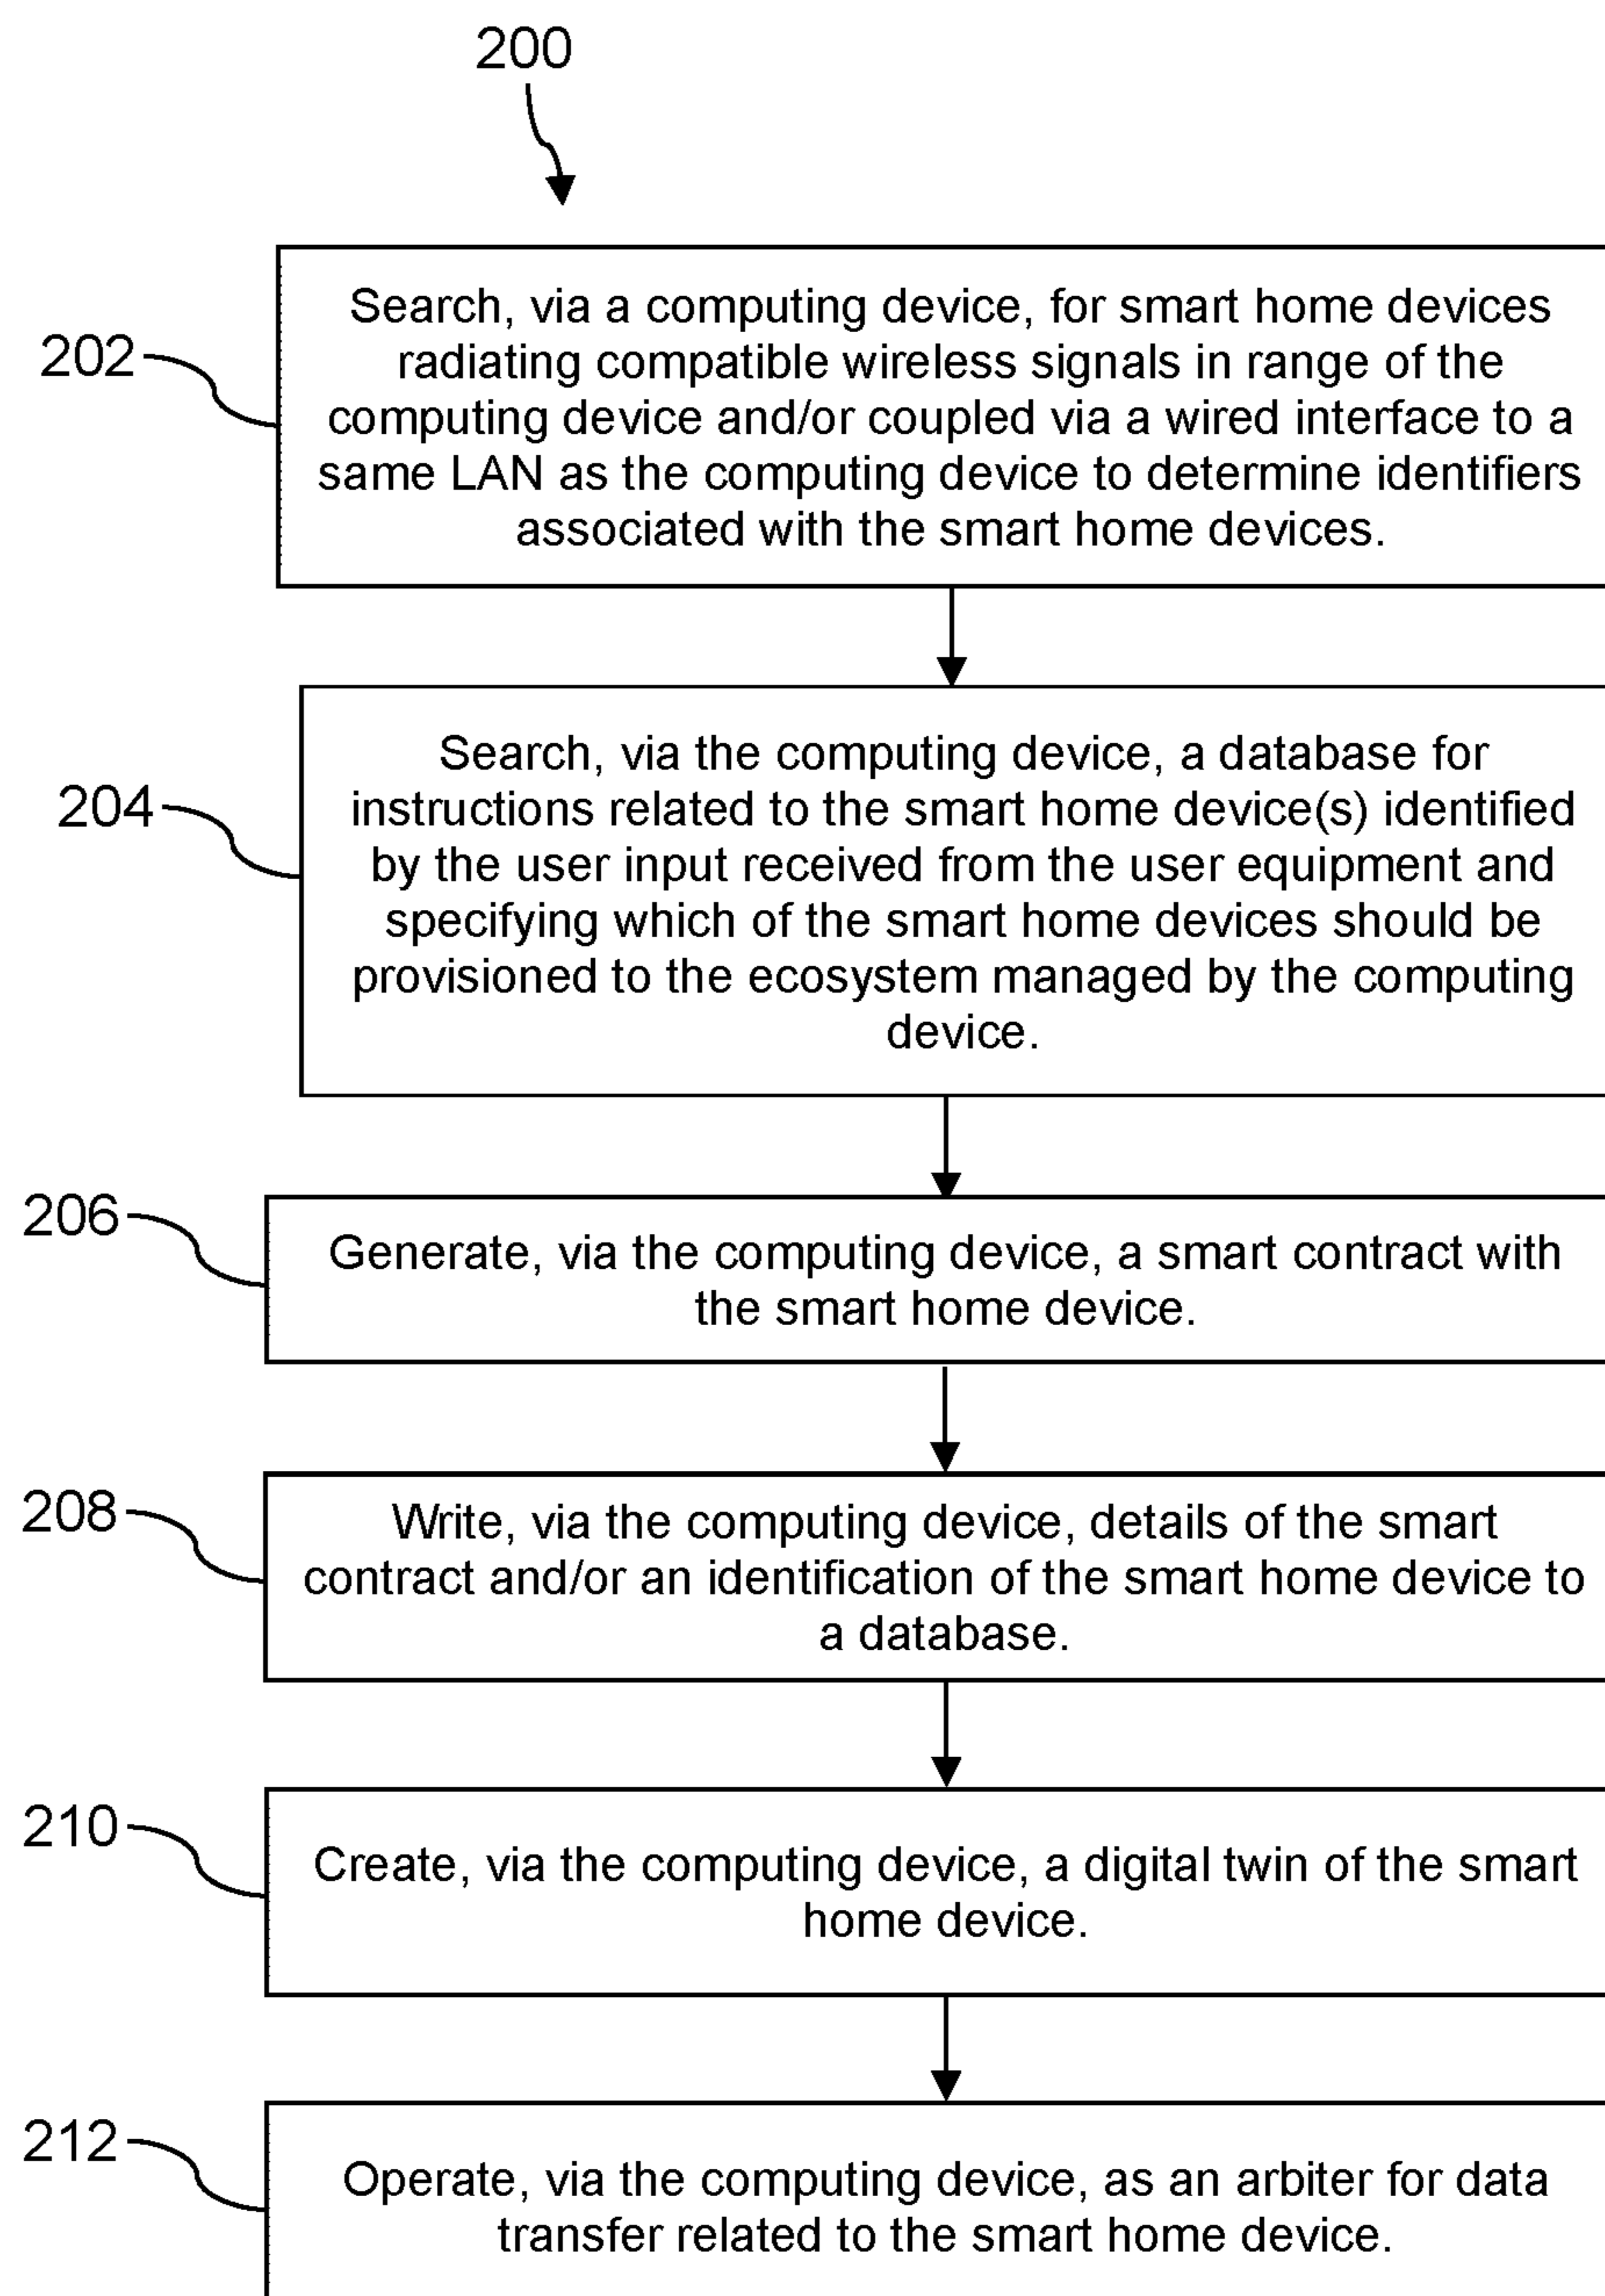 200
202
Search, via a computing device, for smart home devices
radiating compatible wireless signals in range of the
computing device and/or coupled via a wired interface to a
same LAN as the computing device to determine identifiers
associated with the smart home devices.
204
Search, via the computing device, a database for
instructions related to the smart home device(s) identified
by the user input received from the user equipment and
specifying which of the smart home devices should be
provisioned to the ecosystem managed by the computing
device.
206
Generate, via the computing device, a smart contract with
the smart home device.
208
Write, via the computing device, details of the smart
contract and/or an identification of the smart home device to
a database.
210
Create, via the computing device, a digital twin of the smart
home device.
212
Operate, via the computing device, as an arbiter for data
transfer related to the smart home device.